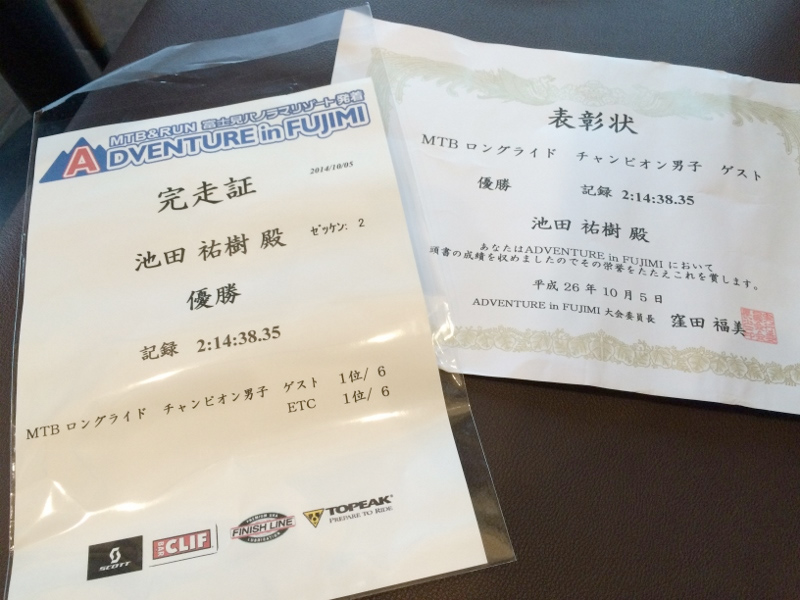 MTB&RUN 富士見パノラマリゾート発着
ADVENTURE in FUJIMI
2014/10/05
完走証
池田 祐樹 殿 ゼッケン: 2
優勝
記録 2:14:38.35
MTB ロングライド チャンピオン男子 ゲスト 1位/ 6
ETC 1位/ 6
SCOTT
CLIF BAR
PREMIUM BIKE LUBRICATION
FINISH LINE
TOPEAK
PREPARE TO RIDE
表彰状
MTB ロングライド チャンピオン男子 ゲスト
優勝 記録 2:14:38.35
池田 祐樹 殿
あなたはADVENTURE in FUJIMI において
頭書の成績を収めましたのでその栄誉をたたえこれを賞します。
平成 26 年 10 月 5 日
ADVENTURE in FUJIMI 大会委員長 窪田 福美